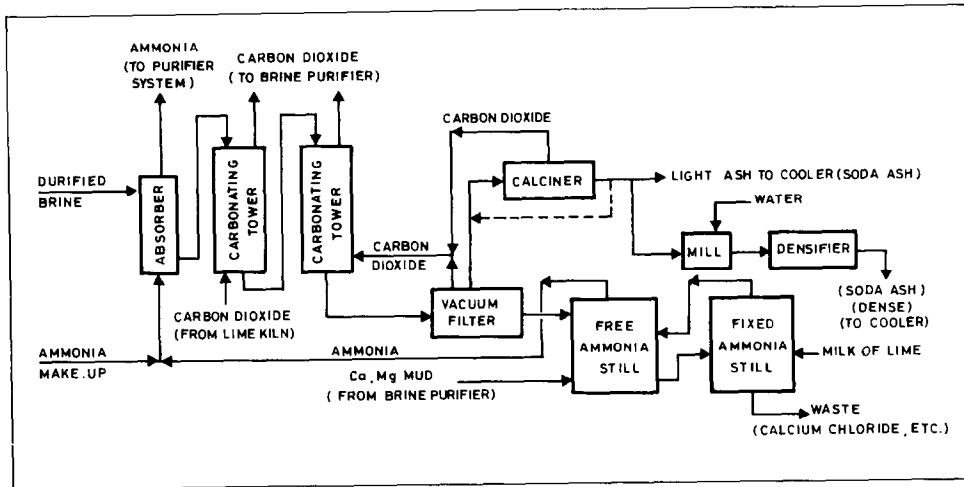 AMMONIA
(TO PURIFIER
SYSTEM)
CARBON DIOXIDE
(TO BRINE PURIFIER)
CARBON DIOXIDE
DURIFIED
BRINE
ABSORBER
CARBONATING
TOWER
CARBONATING
TOWER
CALCINER
LIGHT ASH TO COOLER (SODA ASH)
WATER
MILL
DENSIFIER
CARBON
DIOXIDE
VACUUM
FILTER
(SODA ASH)
(DENSE)
(TO COOLER)
CARBON DIOXIDE
(FROM LIME KILN)
FREE
AMMONIA
STILL
FIXED
AMMONIA
STILL
MILK OF LIME
AMMONIA
MAKE.UP
AMMONIA
Ca, Mg MUD
(FROM BRINE PURIFIER)
WASTE
(CALCIUM CHLORIDE, ETC.)